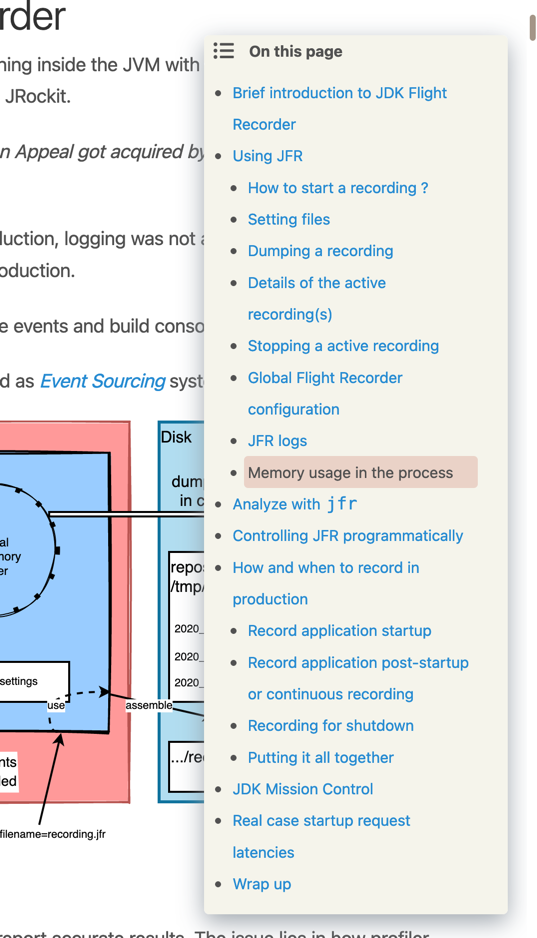 rder
On this page
ning inside the JVM with
JRockit.
n Appeal got acquired by
duction, logging was not a
oduction.
e events and build conso
d as Event Sourcing syst
Brief introduction to JDK Flight
Recorder
Using JFR
How to start a recording ?
Setting files
Dumping a recording
Details of the active
recording(s)
Stopping a active recording
Global Flight Recorder
configuration
JFR logs
Memory usage in the process
Analyze with jfr
Controlling JFR programmatically
How and when to record in
production
Record application startup
Record application post-startup
or continuous recording
Recording for shutdown
Putting it all together
JDK Mission Control
Real case startup request
latencies
Wrap up
Disk
dum
in c
al
nory
er
repos
/tmp/
2020_
2020_
2020_
settings
use
assemble
.../re
nts
led
filename=recording.jfr
report accurate results. The issue lies in how profiler